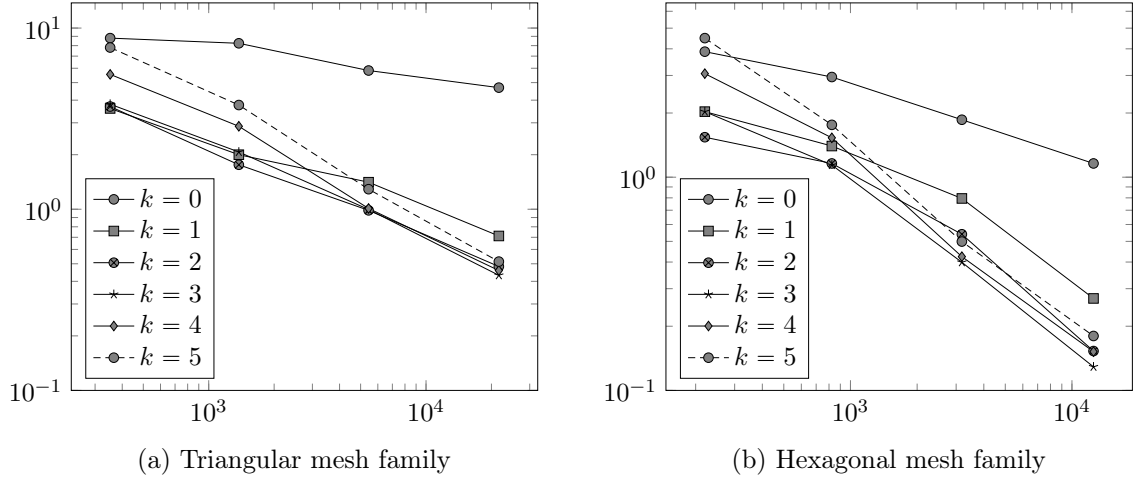 10^1
10^0
10^{-1}
10^3
10^4
k = 0
k = 1
k = 2
k = 3
k = 4
k = 5
(a) Triangular mesh family
10^0
10^{-1}
10^3
10^4
k = 0
k = 1
k = 2
k = 3
k = 4
k = 5
(b) Hexagonal mesh family